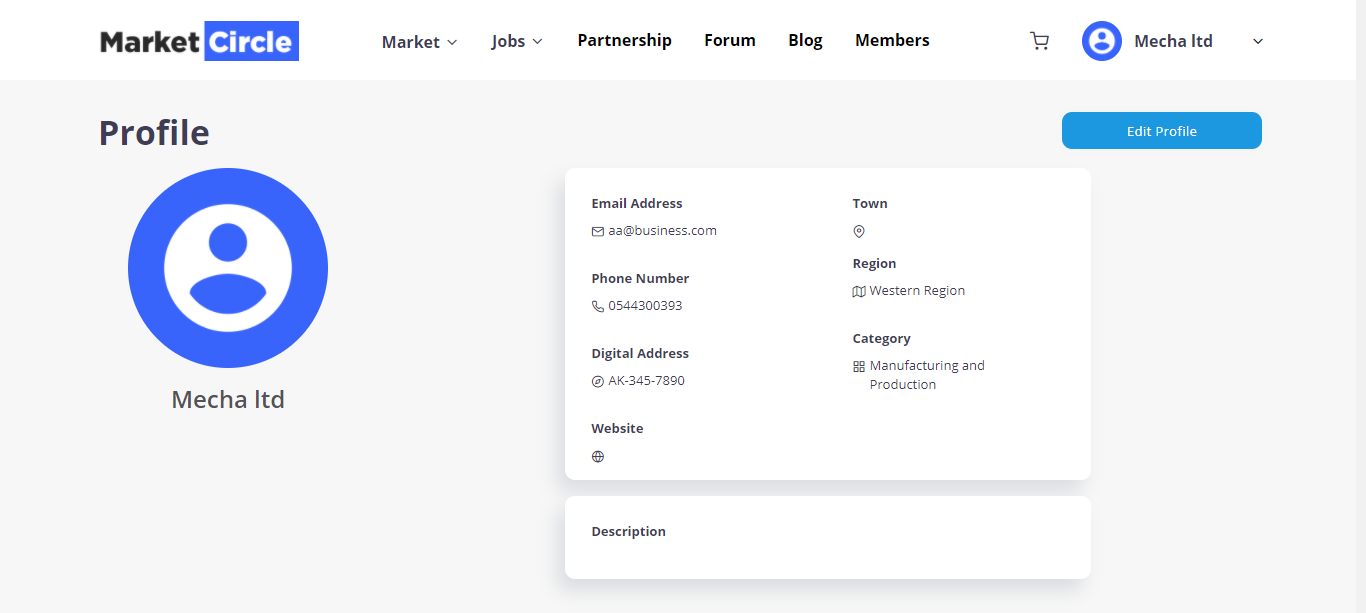 Market Circle
Market
Jobs
Partnership
Forum
Blog
Members
Mecha ltd
Profile
Edit Profile
Mecha ltd
Email Address
aa@business.com
Phone Number
0544300393
Digital Address
AK-345-7890
Website
Town
Region
Western Region
Category
Manufacturing and
Production
Description